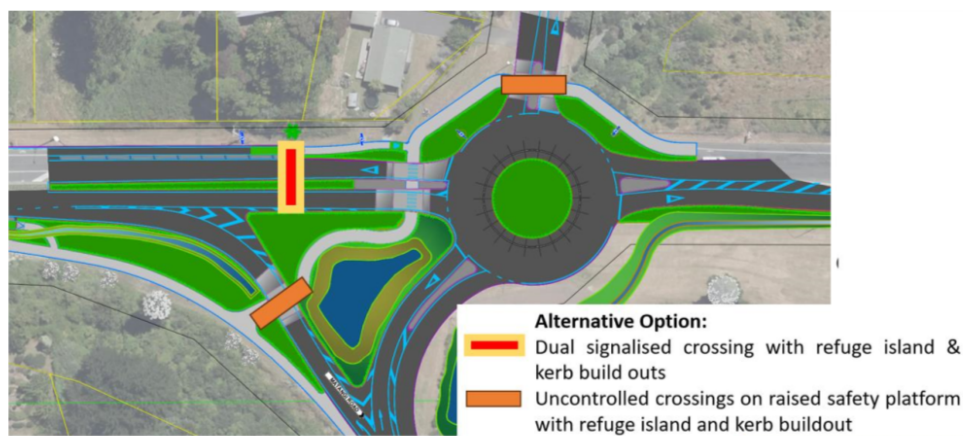 Alternative Option:
Dual signalised crossing with refuge island &
kerb build outs
Uncontrolled crossings on raised safety platform
with refuge island and kerb buildout